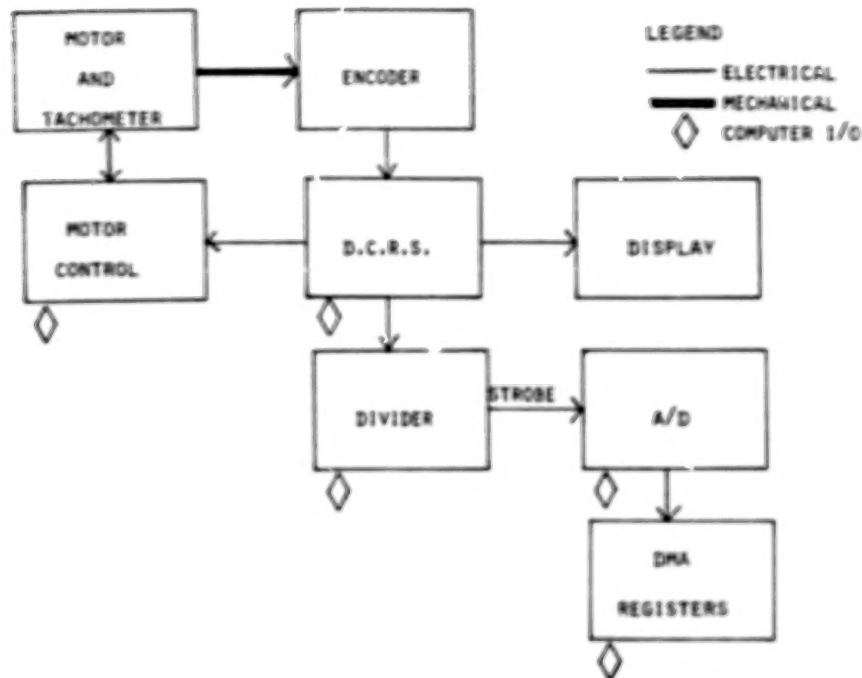 MOTOR
AND
TACHOMETER
ENCODER
LEGEND
ELECTRICAL
MECHANICAL
COMPUTER I/O
MOTOR
CONTROL
D.C.R.S.
DISPLAY
DIVIDER
STROBE
A/D
DMA
REGISTERS